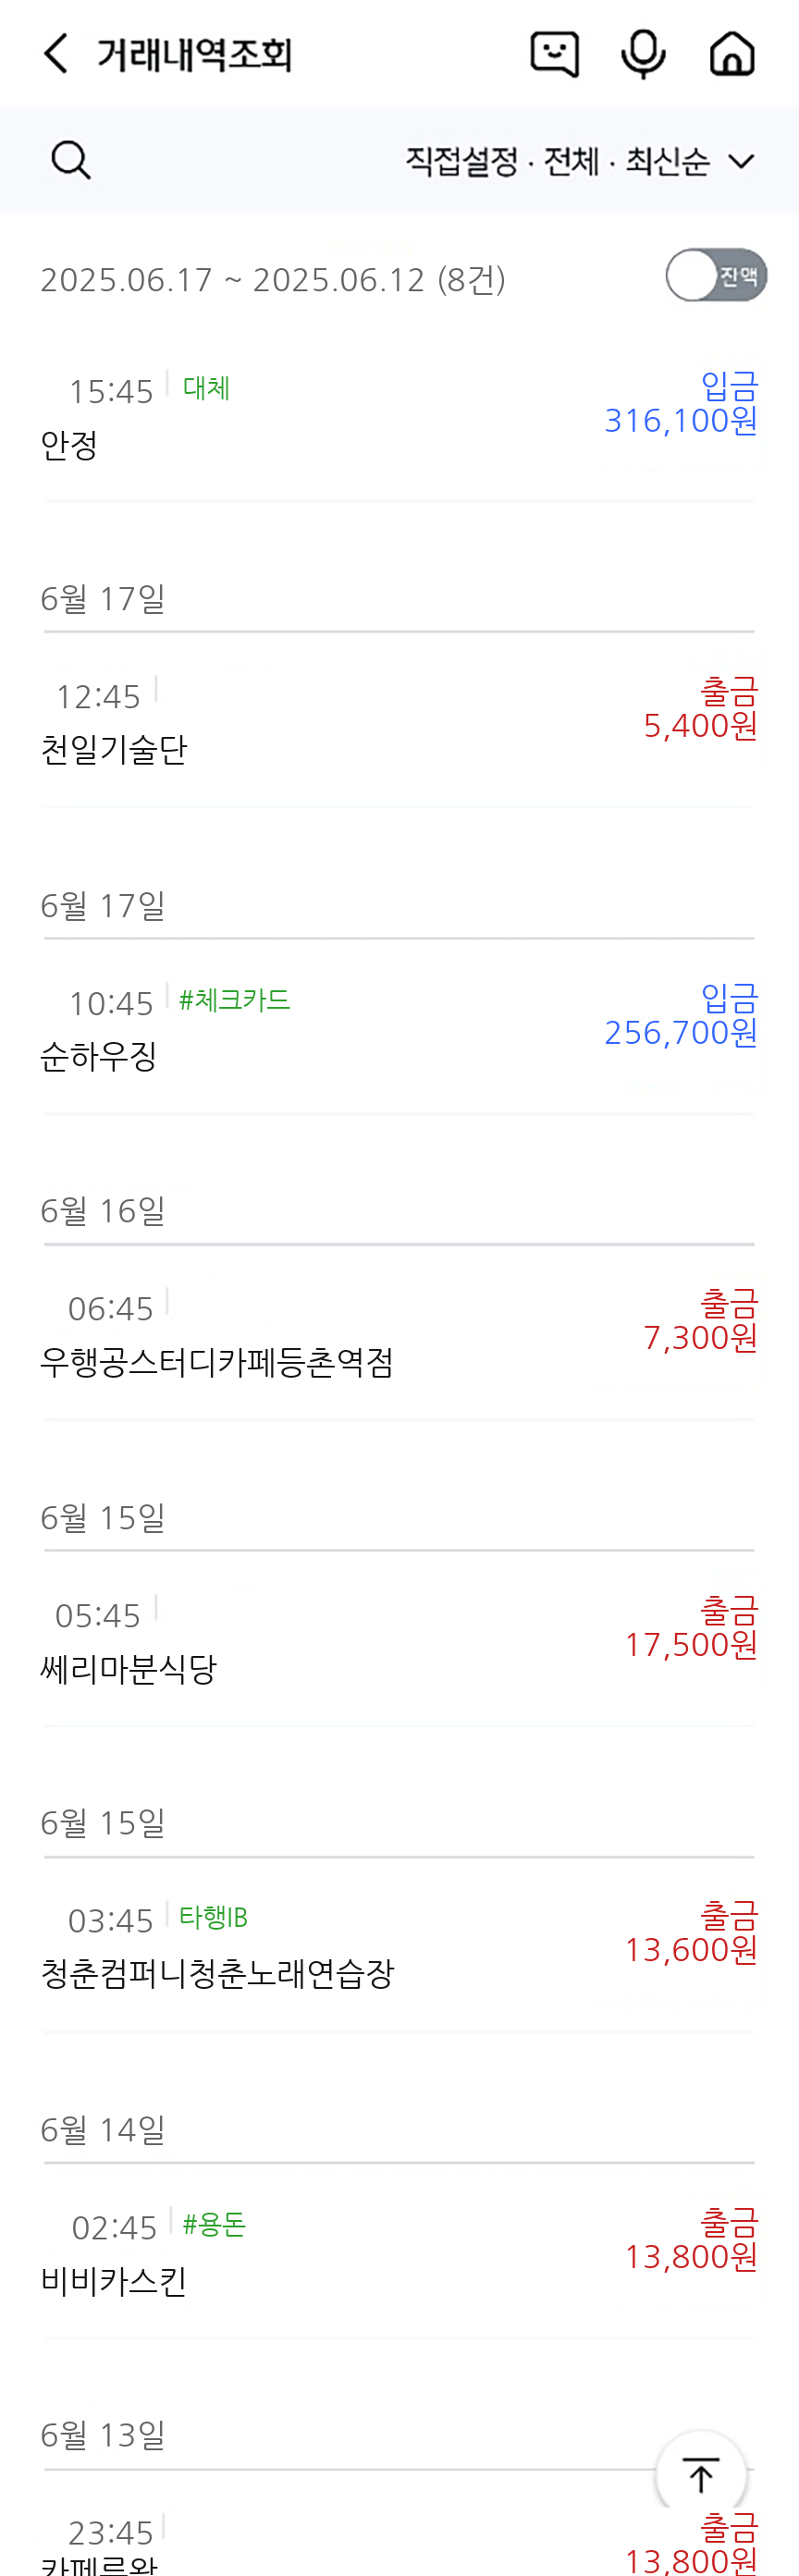 거래내역조회
직접설정 · 전체 · 최신순
2025.06.17 ~ 2025.06.12 (8건)
잔액
15:45 대체
입금
316,100원
안정
6월 17일
12:45
출금
5,400원
천일기술단
6월 17일
10:45 #체크카드
입금
256,700원
순하우징
6월 16일
06:45
출금
7,300원
우행공스터디카페등촌역점
6월 15일
05:45
출금
17,500원
쎄리마분식당
6월 15일
03:45 타행IB
출금
13,600원
청춘컴퍼니청춘노래연습장
6월 14일
02:45 #용돈
출금
13,800원
비비카스킨
6월 13일
23:45
출금
13,800원